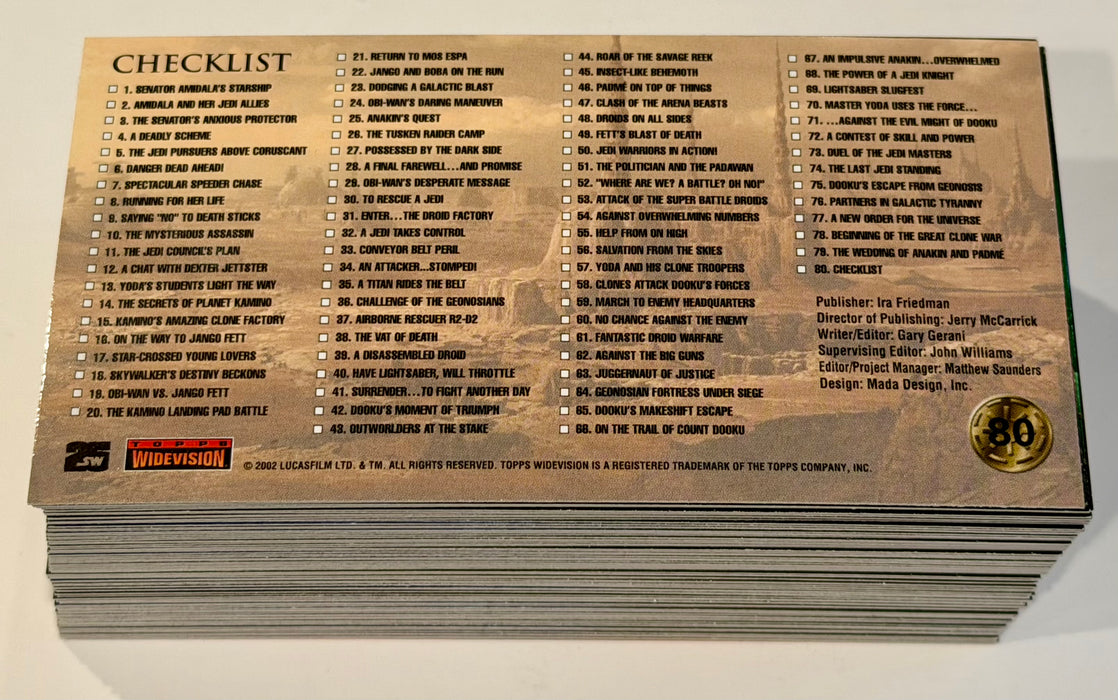 CHECKLIST
1. SENATOR AMIDALA'S STARSHIP
2. AMIDALA AND HER JEDI ALLIES
3. THE SENATOR'S ANXIOUS PROTECTOR
4. A DEADLY SCHEME
5. THE JEDI PURSUERS ABOVE CORUSCANT
6. DANGER DEAD AHEAD!
7. SPECTACULAR SPEEDER CHASE
8. RUNNING FOR HER LIFE
9. SAYING "NO" TO DEATH STICKS
10. THE MYSTERIOUS ASSASSIN
11. THE JEDI COUNCIL'S PLAN
12. A CHAT WITH DEXTER JETTSTER
13. YODA'S STUDENTS LIGHT THE WAY
14. THE SECRETS OF PLANET KAMINO
15. KAMINO'S AMAZING CLONE FACTORY
16. ON THE WAY TO JANGO FETT
17. STAR-CROSSED YOUNG LOVERS
18. SKYWALKER'S DESTINY BECKONS
19. OBI-WAN VS. JANGO FETT
20. THE KAMINO LANDING PAD BATTLE
21. RETURN TO MOS ESPA
22. JANGO AND BOBA ON THE RUN
23. DODGING A GALACTIC BLAST
24. OBI-WAN'S DARING MANEUVER
25. ANAKIN'S QUEST
26. THE TUSKEN RAIDER CAMP
27. POSSESSED BY THE DARK SIDE
28. A FINAL FAREWELL...AND PROMISE
29. OBI-WAN'S DESPERATE MESSAGE
30. TO RESCUE A JEDI
31. ENTER...THE DROID FACTORY
32. A JEDI TAKES CONTROL
33. CONVEYOR BELT PERIL
34. AN ATTACKER...STOMPED!
35. A TITAN RIDES THE BELT
36. CHALLENGE OF THE GEONOSIANS
37. AIRBORNE RESCUER R2-D2
38. THE VAT OF DEATH
39. A DISASSEMBLED DROID
40. HAVE LIGHTSABER, WILL THROTTLE
41. SURRENDER...TO FIGHT ANOTHER DAY
42. DOOKU'S MOMENT OF TRIUMPH
43. OUTWORLDERS AT THE STAKE
44. ROAR OF THE SAVAGE REEK
45. INSECT-LIKE BEHEMOTH
46. PADMÉ ON TOP OF THINGS
47. CLASH OF THE ARENA BEASTS
48. DROIDS ON ALL SIDES
49. FETT'S BLAST OF DEATH
50. JEDI WARRIORS IN ACTION!
51. THE POLITICIAN AND THE PADAWAN
52. "WHERE ARE WE? A BATTLE? OH NO!"
53. ATTACK OF THE SUPER BATTLE DROIDS
54. AGAINST OVERWHELMING NUMBERS
55. HELP FROM ON HIGH
56. SALVATION FROM THE SKIES
57. YODA AND HIS CLONE TROOPERS
58. CLONES ATTACK DOOKU'S FORCES
59. MARCH TO ENEMY HEADQUARTERS
60. NO CHANCE AGAINST THE ENEMY
61. FANTASTIC DROID WARFARE
62. AGAINST THE BIG GUNS
63. JUGGERNAUT OF JUSTICE
64. GEONOSIAN FORTRESS UNDER SIEGE
65. DOOKU'S MAKESHIFT ESCAPE
66. ON THE TRAIL OF COUNT DOOKU
67. AN IMPULSIVE ANAKIN...OVERWHELMED
68. THE POWER OF A JEDI KNIGHT
69. LIGHTSABER SLUGFEST
70. MASTER YODA USES THE FORCE...
71. ...AGAINST THE EVIL MIGHT OF DOOKU
72. A CONTEST OF SKILL AND POWER
73. DUEL OF THE JEDI MASTERS
74. THE LAST JEDI STANDING
75. DOOKU'S ESCAPE FROM GEONOSIS
76. PARTNERS IN GALACTIC TYRANNY
77. A NEW ORDER FOR THE UNIVERSE
78. BEGINNING OF THE GREAT CLONE WAR
79. THE WEDDING OF ANAKIN AND PADMÉ
80. CHECKLIST
Publisher: Ira Friedman
Director of Publishing: Jerry McCarrick
Writer/Editor: Gary Gerani
Supervising Editor: John Williams
Editor/Project Manager: Matthew Saunders
Design: Mada Design, Inc.
80
25
SW
TOPPS
WIDEVISION
© 2002 LUCASFILM LTD. & TM. ALL RIGHTS RESERVED. TOPPS WIDEVISION IS A REGISTERED TRADEMARK OF THE TOPPS COMPANY, INC.